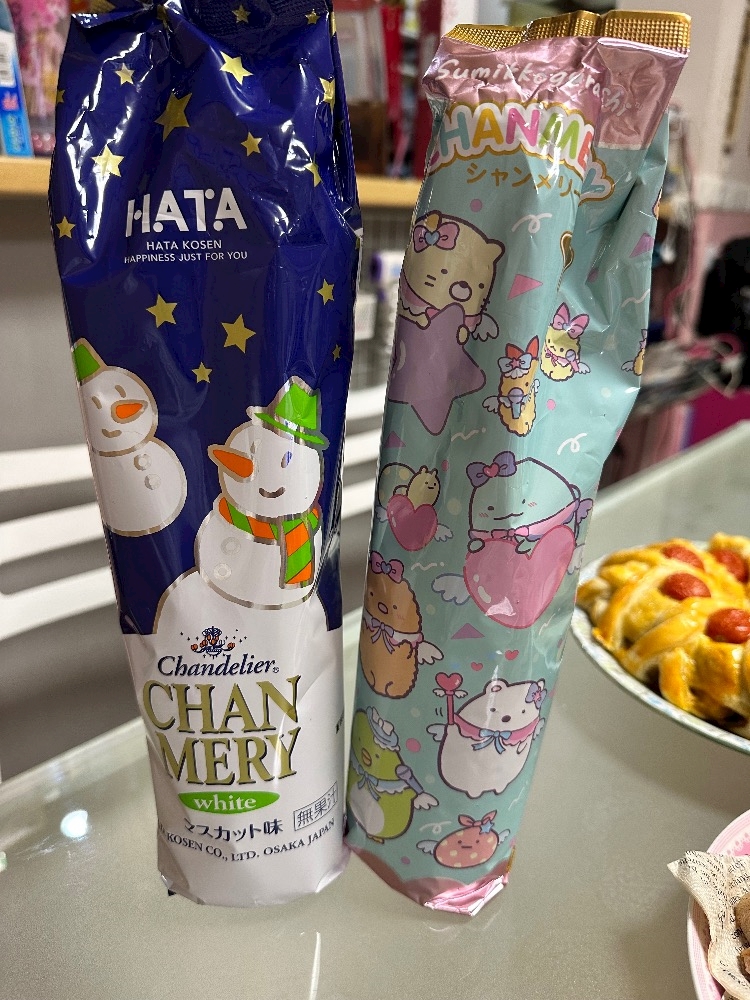 HATA
HATA KOSEN
HAPPINESS JUST FOR YOU
Chandelier®
CHAN
MERY
white
マスカット味
無果汁
KOSEN CO., LTD. OSAKA JAPAN
Sumikkogurashi
CHANME
シャンメリー